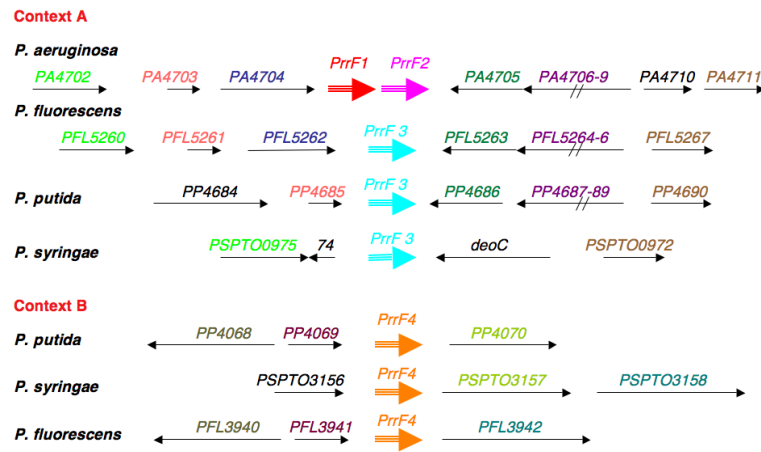 Context A
P. aeruginosa
PA4702 PA4703 PA4704 PrrF1 PrrF2 PA4705 PA4706-9 PA4710 PA4711
P. fluorescens
PFL5260 PFL5261 PFL5262 PrrF 3 PFL5263 PFL5264-6 PFL5267
P. putida PP4684 PP4685 PrrF 3 PP4686 PP4687-89 PP4690
P. syringae PSPTO0975 74 PrrF 3 deoC PSPTO0972
Context B
P. putida PP4068 PP4069 PrrF4 PP4070
P. syringae PSPTO3156 PrrF4 PSPTO3157 PSPTO3158
P. fluorescens PFL3940 PFL3941 PrrF4 PFL3942